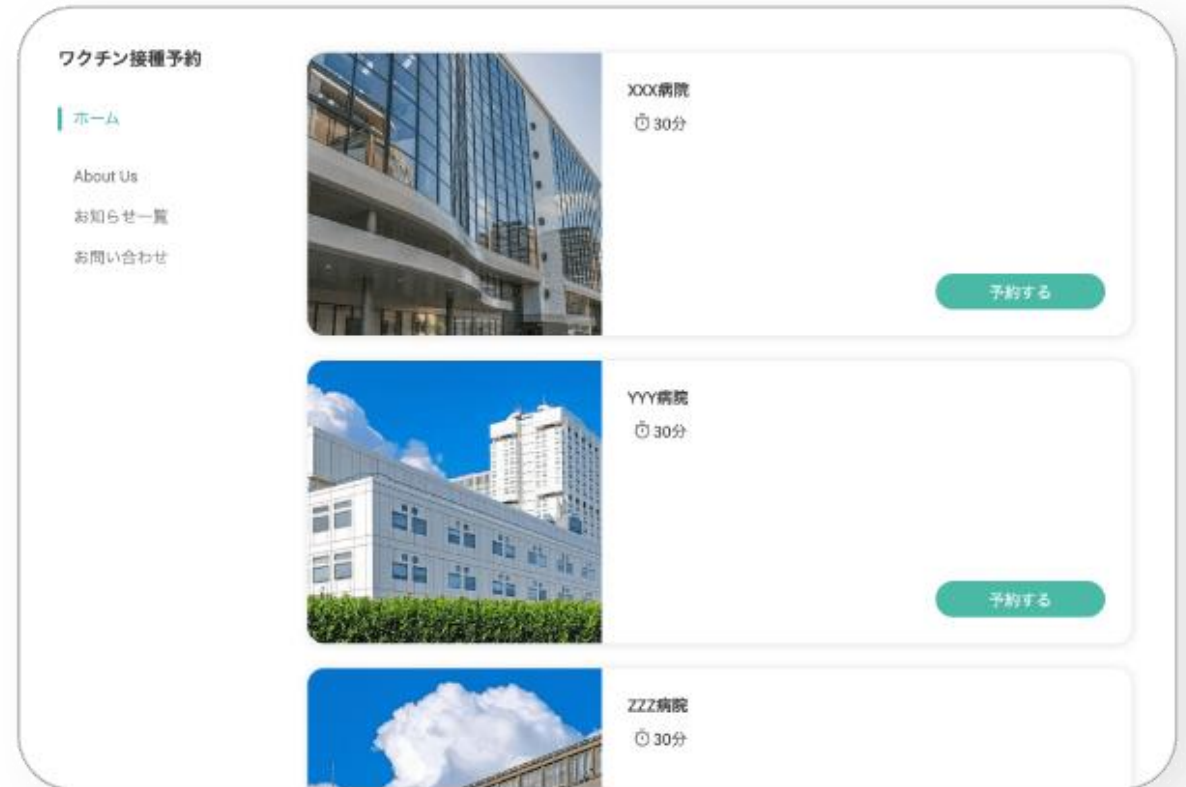 ワクチン接種予約
ホーム
About Us
お知らせ一覧
お問い合わせ
XXX病院
30分
予約する
YYY病院
30分
予約する
ZZZ病院
30分